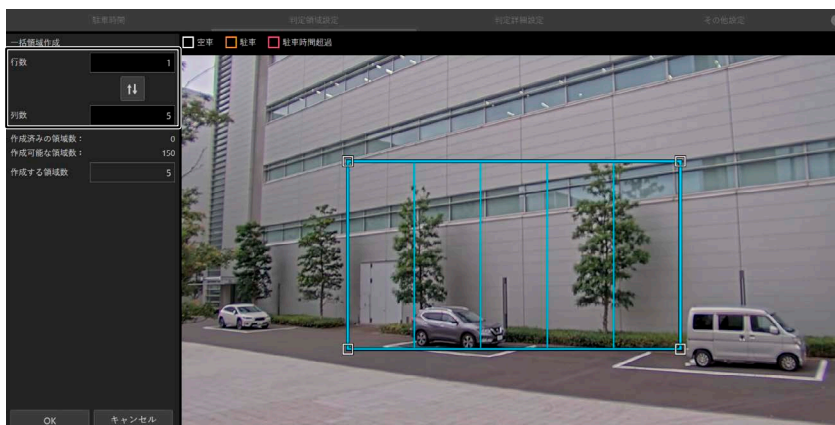 駐車時間 判定領域設定 判定詳細設定 その他設定
一括領域作成 空車 駐車 駐車時間超過
行数 1
列数 5
作成済みの領域数: 0
作成可能な領域数: 150
作成する領域数 5
OK キャンセル